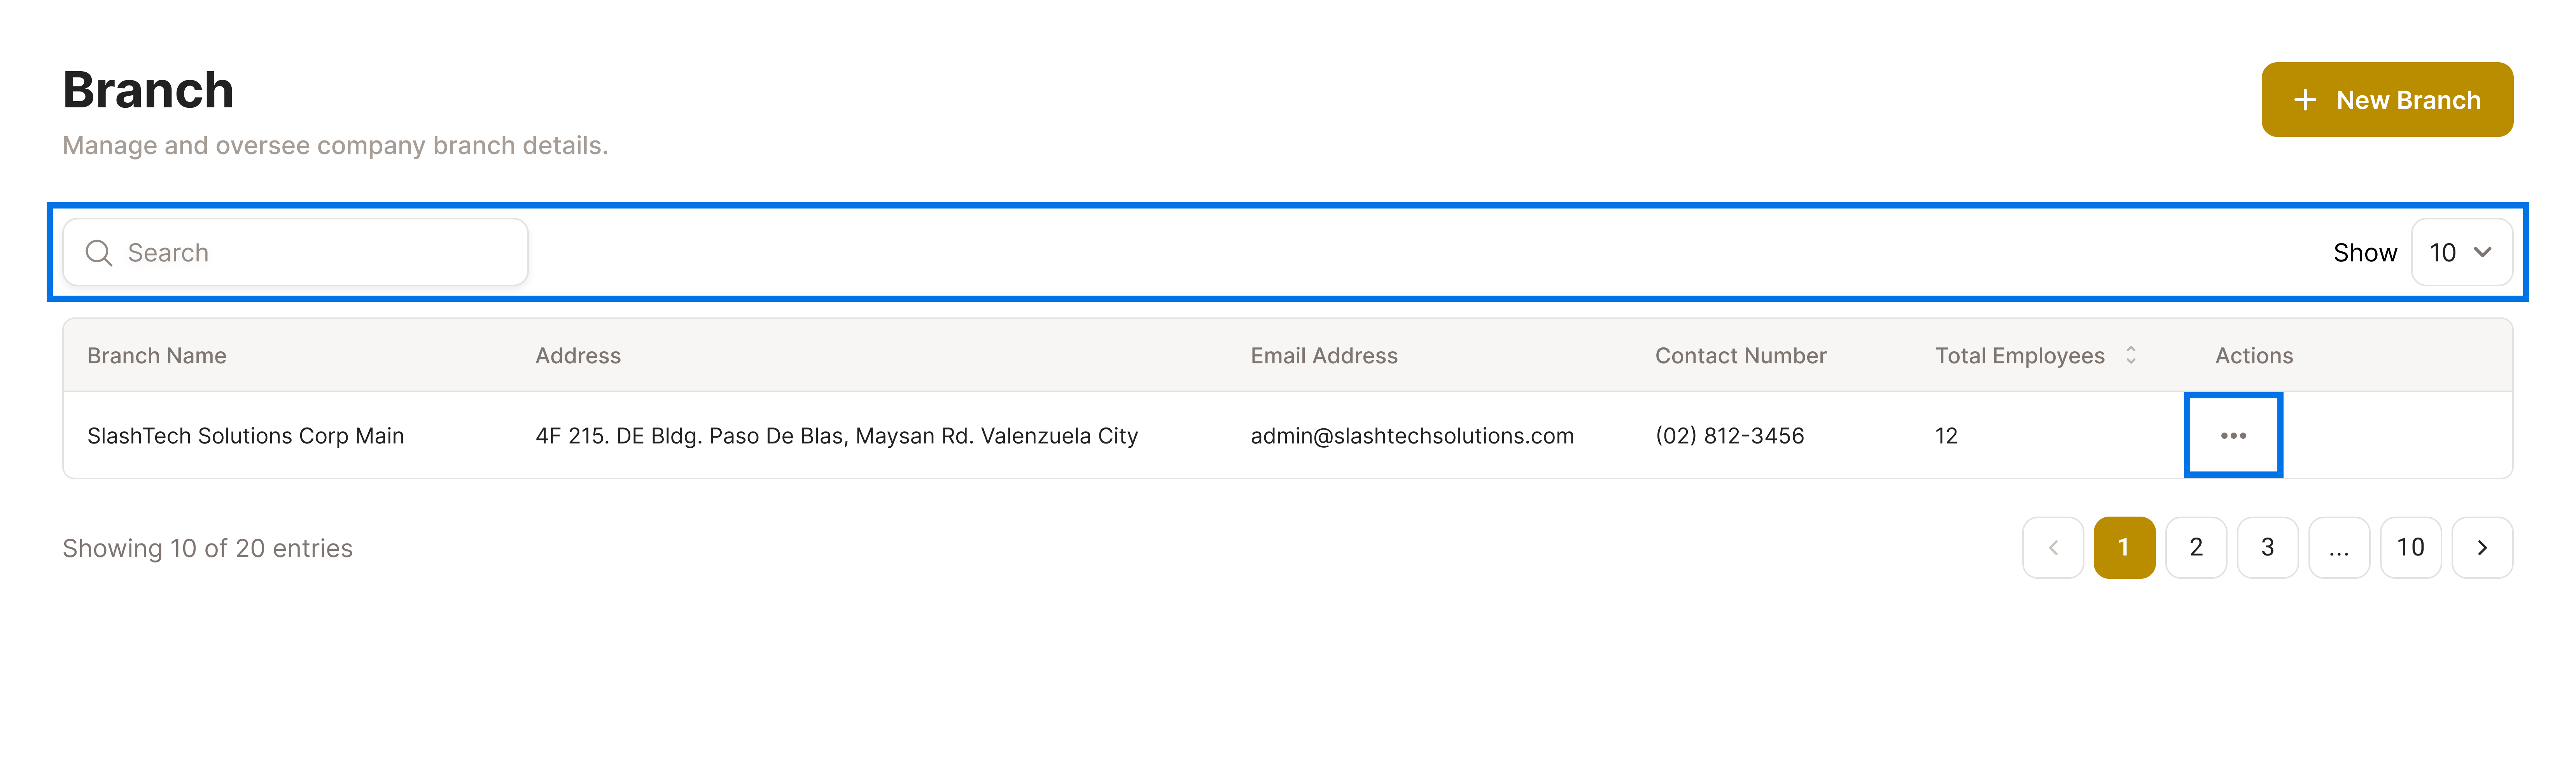 Branch
+ New Branch
Manage and oversee company branch details.
Search
Show 10
Branch Name Address Email Address Contact Number Total Employees Actions
SlashTech Solutions Corp Main 4F 215. DE Bldg. Paso De Blas, Maysan Rd. Valenzuela City admin@slashtechsolutions.com (02) 812-3456 12 •••
Showing 10 of 20 entries
1 2 3 ... 10